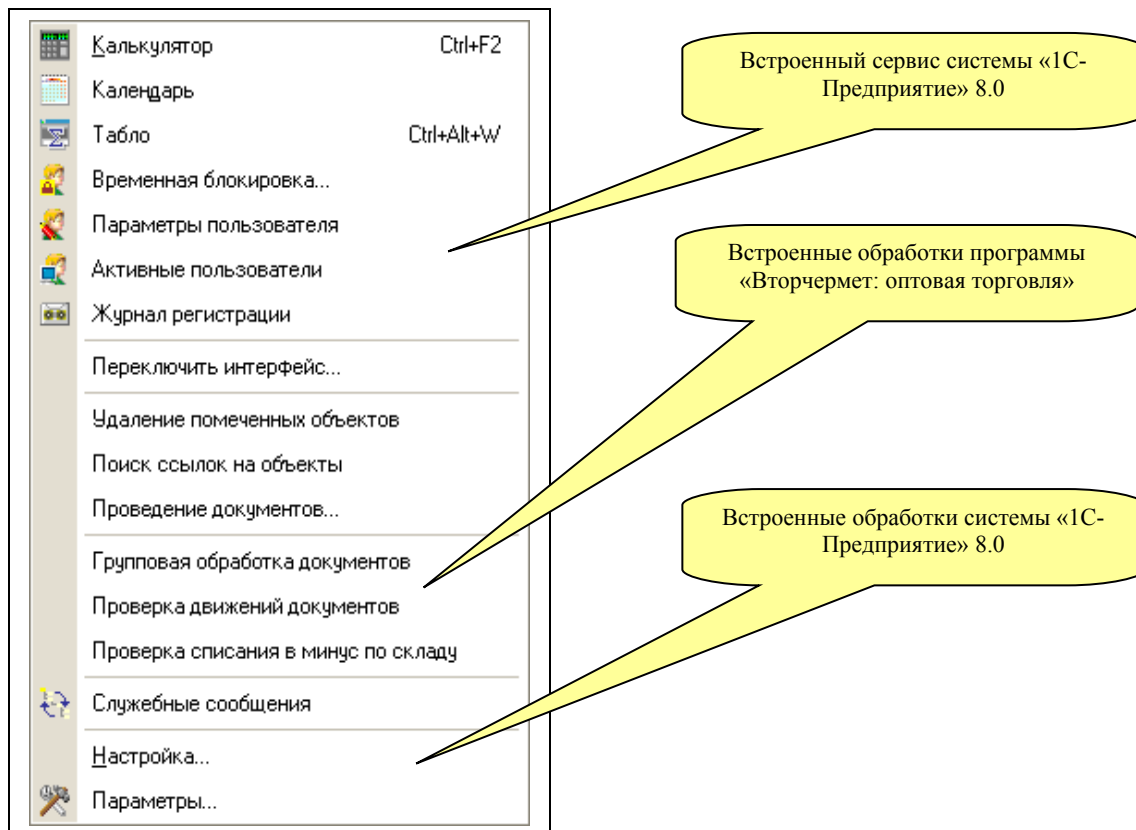 Калькулятор Ctrl+F2
Календарь
Табло Ctrl+Alt+W
Временная блокировка...
Параметры пользователя
Активные пользователи
Журнал регистрации
Переключить интерфейс...
Удаление помеченных объектов
Поиск ссылок на объекты
Проведение документов...
Групповая обработка документов
Проверка движений документов
Проверка списания в минус по складу
Служебные сообщения
Настройка...
Параметры...
Встроенный сервис системы «1С-
Предприятие» 8.0
Встроенные обработки программы
«Вторчермет: оптовая торговля»
Встроенные обработки системы «1С-
Предприятие» 8.0